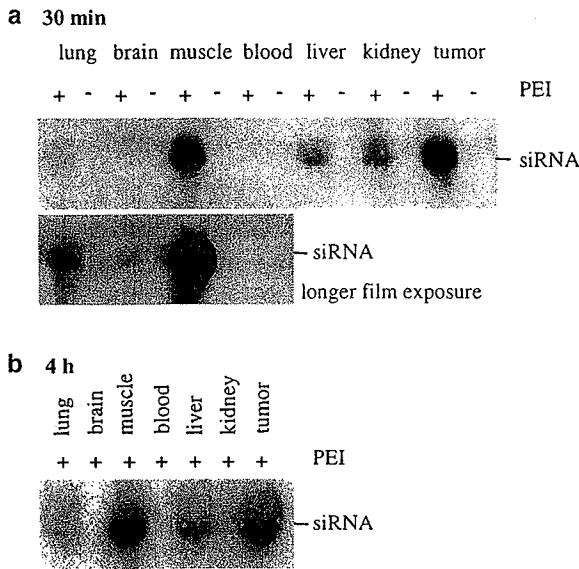 a 30 min
lung brain muscle blood liver kidney tumor
+ - + - + - + - + - + - + - PEI
siRNA
siRNA
longer film exposure
b 4 h
lung brain muscle blood liver kidney tumor
+ + + + + + + PEI
siRNA